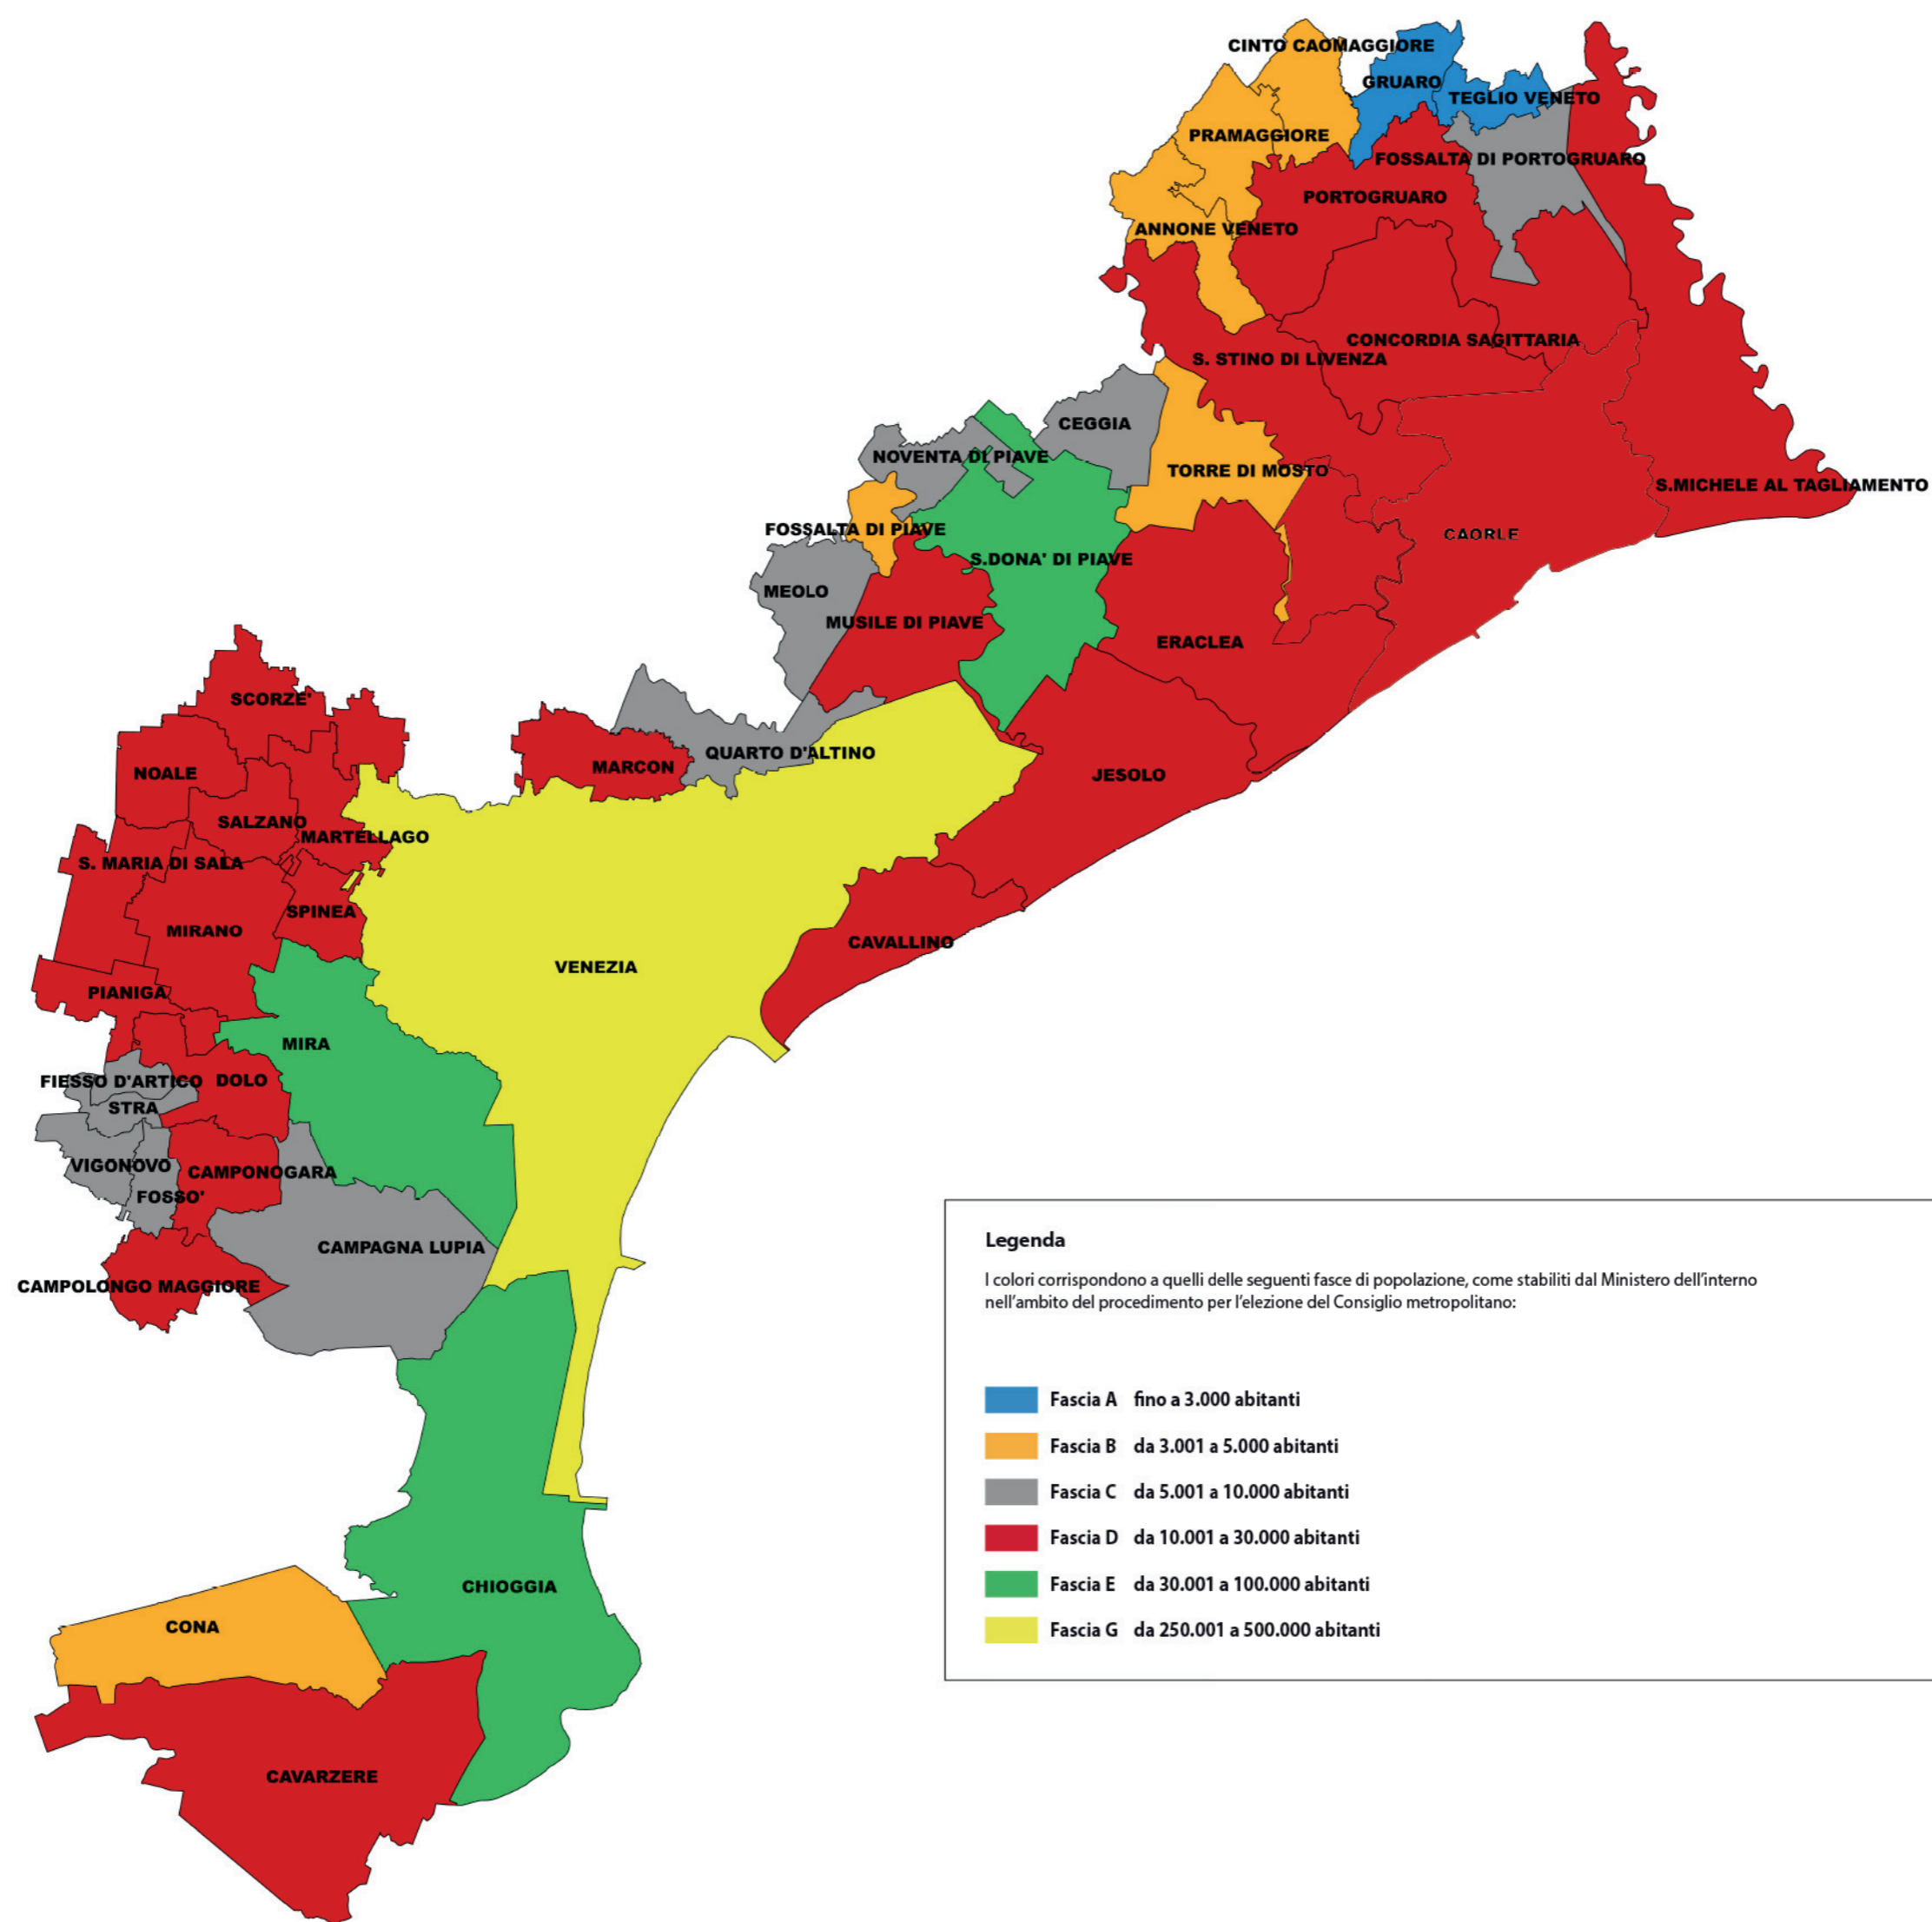 CINTO CAOMAGGIORE
GRUARO
TEGLIO VENETO
PRAMAGGIORE
FOSSALTA DI PORTOGRUARO
PORTOGRUARO
ANNONE VENETO
CONCORDIA SAGITTARIA
S. STINO DI LIVENZA
CEGGIA
NOVENTA DI PIAVE
TORRE DI MOSTO
S.MICHELE AL TAGLIAMENTO
FOSSALTA DI PIAVE
CAORLE
S.DONA' DI PIAVE
MEOLO
MUSILE DI PIAVE
ERACLEA
SCORZE'
QUARTO D'ALTINO
MARCON
NOALE
JESOLO
SALZANO
MARTELLAGO
S. MARIA DI SALA
SPINEA
MIRANO
CAVALLINO
VENEZIA
PIANIGA
MIRA
FIESSO D'ARTICO
DOLO
STRA
VIGONOVO
CAMPONOGARA
FOSSO'
CAMPAGNA LUPIA
CAMPOLONGO MAGGIORE
CHIOGGIA
CONA
CAVARZERE
Legenda
I colori corrispondono a quelli delle seguenti fasce di popolazione, come stabiliti dal Ministero dell'interno
nell'ambito del procedimento per l'elezione del Consiglio metropolitano:
Fascia A fino a 3.000 abitanti
Fascia B da 3.001 a 5.000 abitanti
Fascia C da 5.001 a 10.000 abitanti
Fascia D da 10.001 a 30.000 abitanti
Fascia E da 30.001 a 100.000 abitanti
Fascia G da 250.001 a 500.000 abitanti